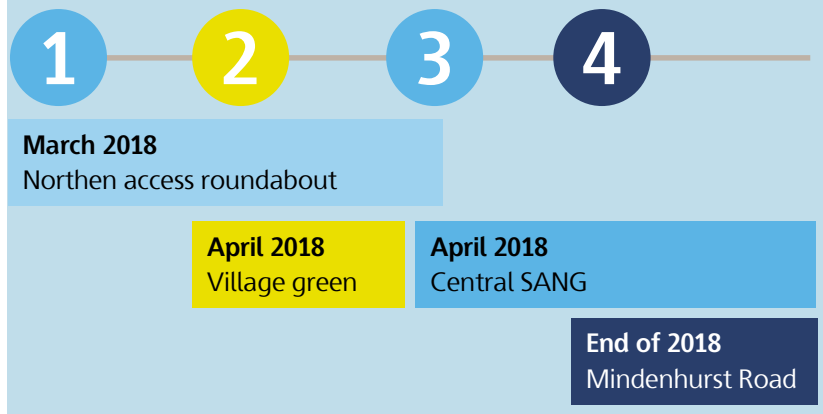 1 2 3 4
March 2018
Northen access roundabout
April 2018
Village green
April 2018
Central SANG
End of 2018
Mindenhurst Road